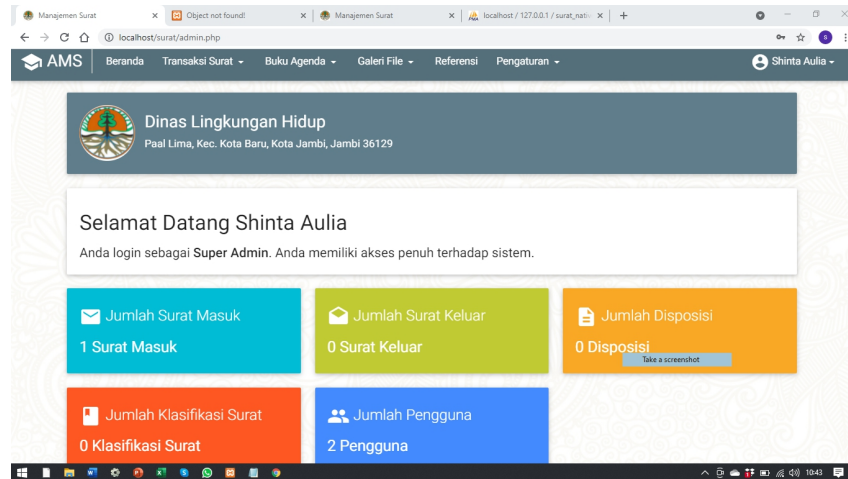 Manajemen Surat
Object not found!
Manajemen Surat
localhost / 127.0.0.1 / surat_nativ
localhost/surat/admin.php
AMS
Beranda
Transaksi Surat
Buku Agenda
Galeri File
Referensi
Pengaturan
Shinta Aulia
Dinas Lingkungan Hidup
Paal Lima, Kec. Kota Baru, Kota Jambi, Jambi 36129
Selamat Datang Shinta Aulia
Anda login sebagai Super Admin. Anda memiliki akses penuh terhadap sistem.
Jumlah Surat Masuk
1 Surat Masuk
Jumlah Surat Keluar
0 Surat Keluar
Jumlah Disposisi
0 Disposisi
Take a screenshot
Jumlah Klasifikasi Surat
0 Klasifikasi Surat
Jumlah Pengguna
2 Pengguna
10:43